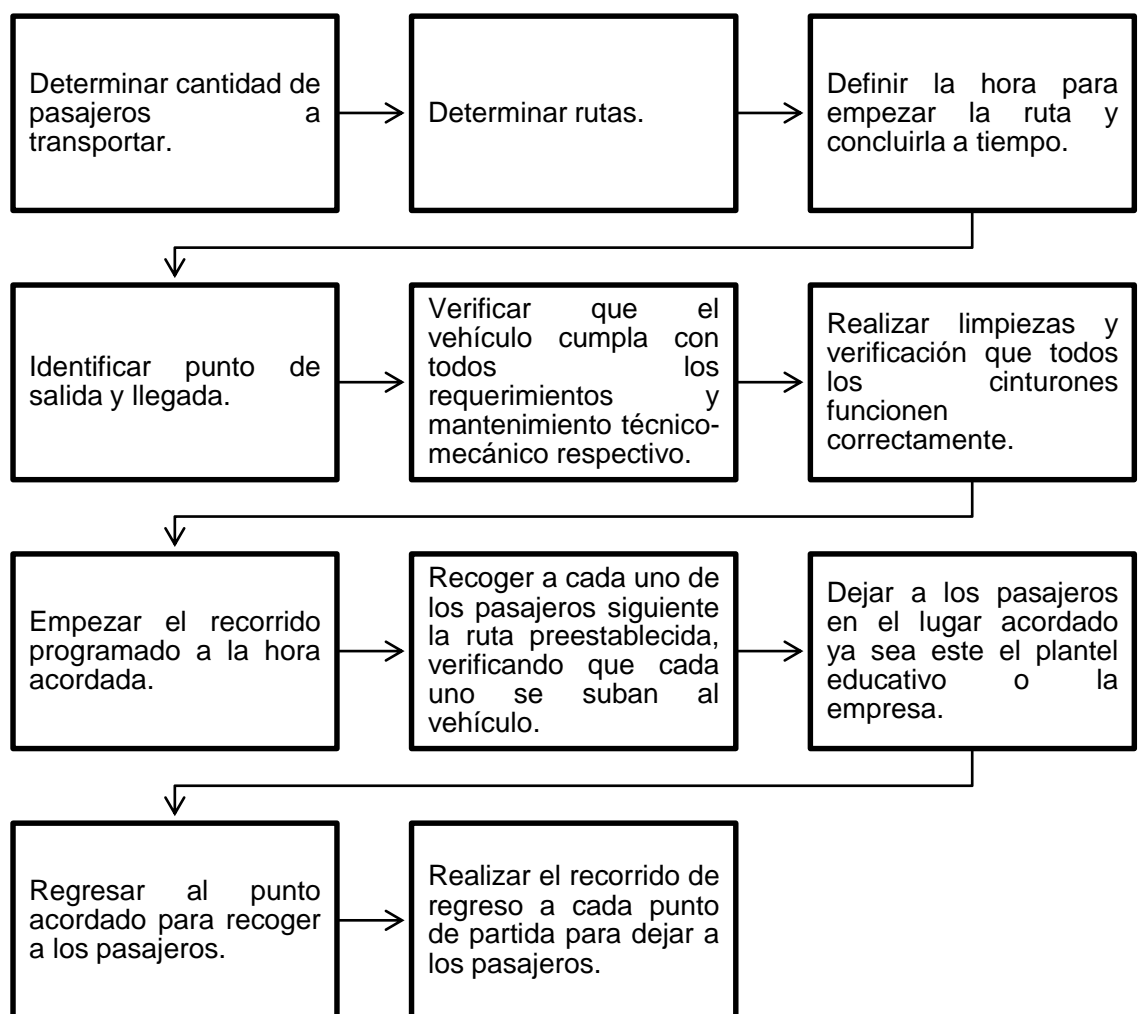 Determinar cantidad de
pasajeros a
transportar.
Determinar rutas.
Definir la hora para
empezar la ruta y
concluirla a tiempo.
Identificar punto de
salida y llegada.
Verificar que el
vehículo cumpla con
todos los
requerimientos y
mantenimiento técnico-
mecánico respectivo.
Realizar limpiezas y
verificación que todos
los cinturones
funcionen
correctamente.
Empezar el recorrido
programado a la hora
acordada.
Recoger a cada uno de
los pasajeros siguiente
la ruta preestablecida,
verificando que cada
uno se suban al
vehículo.
Dejar a los pasajeros
en el lugar acordado
ya sea este el plantel
educativo o la
empresa.
Regresar al punto
acordado para recoger
a los pasajeros.
Realizar el recorrido de
regreso a cada punto
de partida para dejar a
los pasajeros.